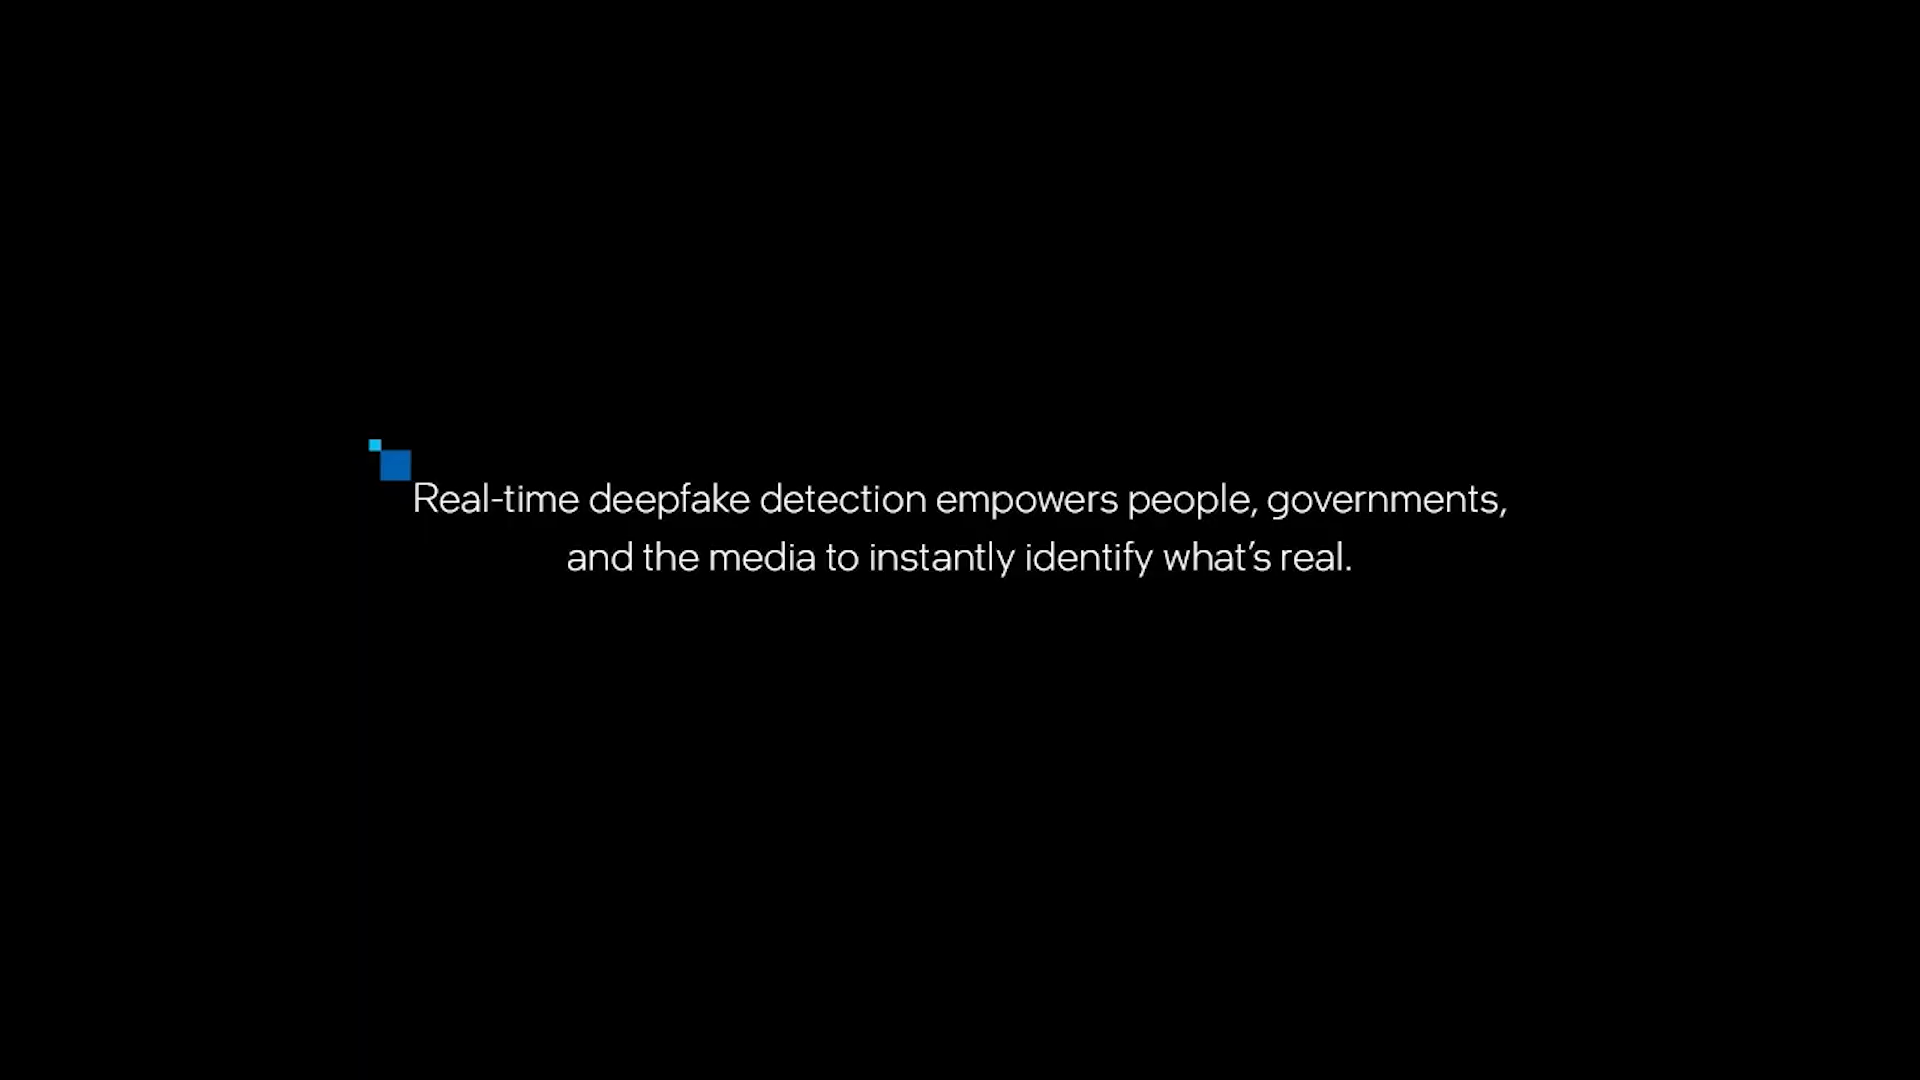 Real-time deepfake detection empowers people, governments,
and the media to instantly identify what’s real.